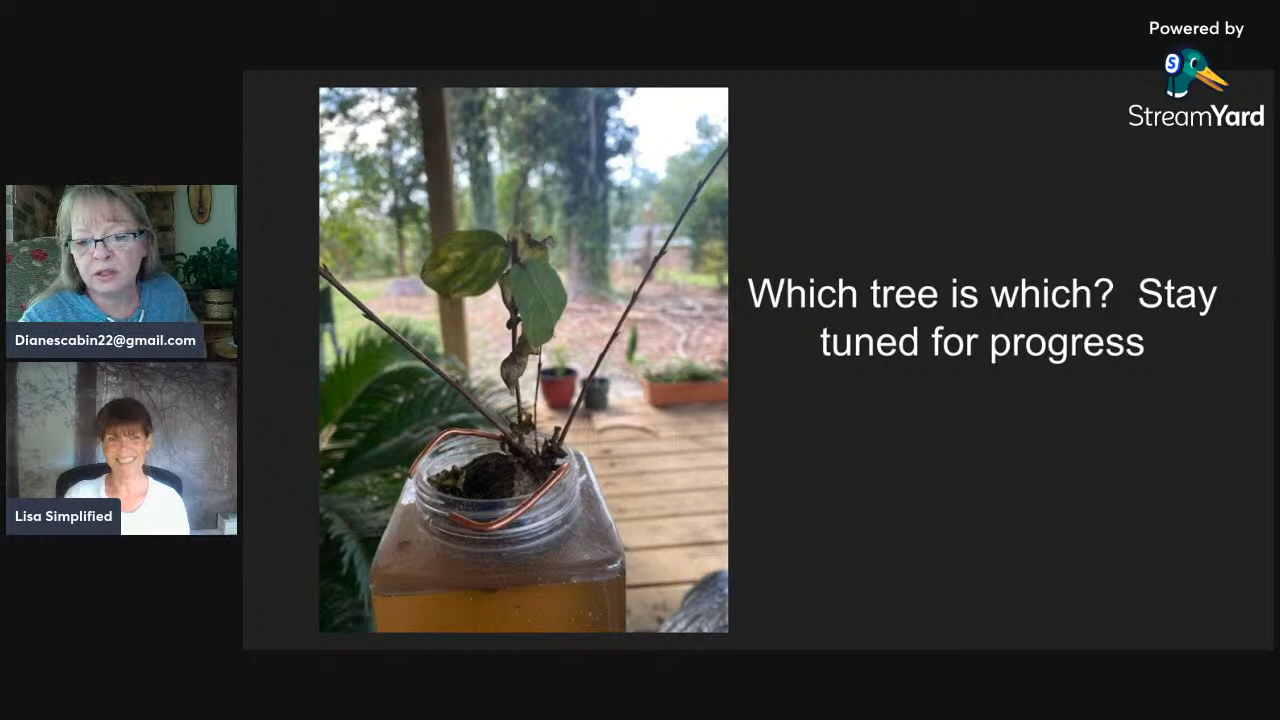 Powered by
StreamYard
Which tree is which?  Stay
tuned for progress
Dianescabin22@gmail.com
Lisa Simplified